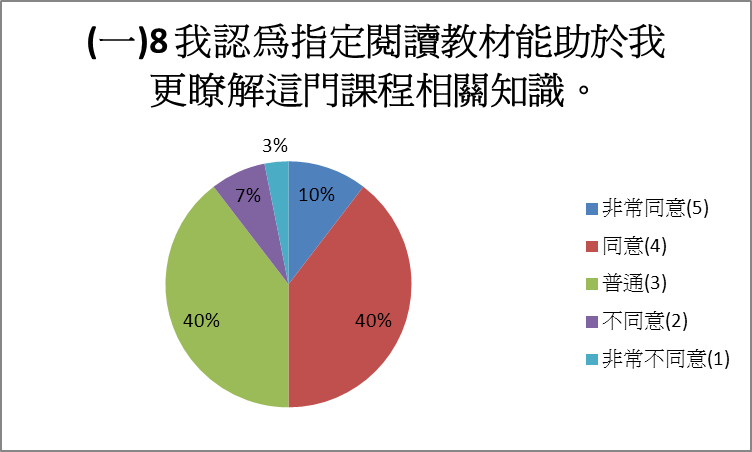 (一)8 我認爲指定閱讀教材能助於我
更瞭解這門課程相關知識。
3%
7%
10%
40%
40%
非常同意(5)
同意(4)
普通(3)
不同意(2)
非常不同意(1)